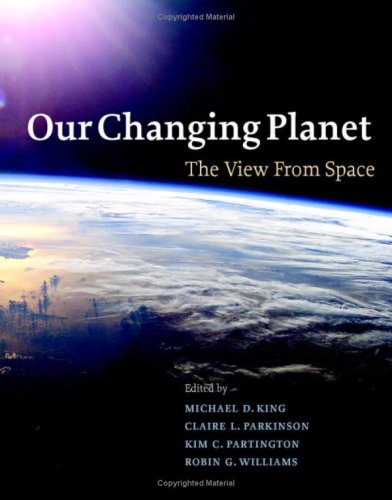 Copyrighted Material
Our Changing Planet
The View From Space
Edited by
MICHAEL D. KING
CLAIRE L. PARKINSON
KIM C. PARTINGTON
ROBIN G. WILLIAMS
Copyrighted Material